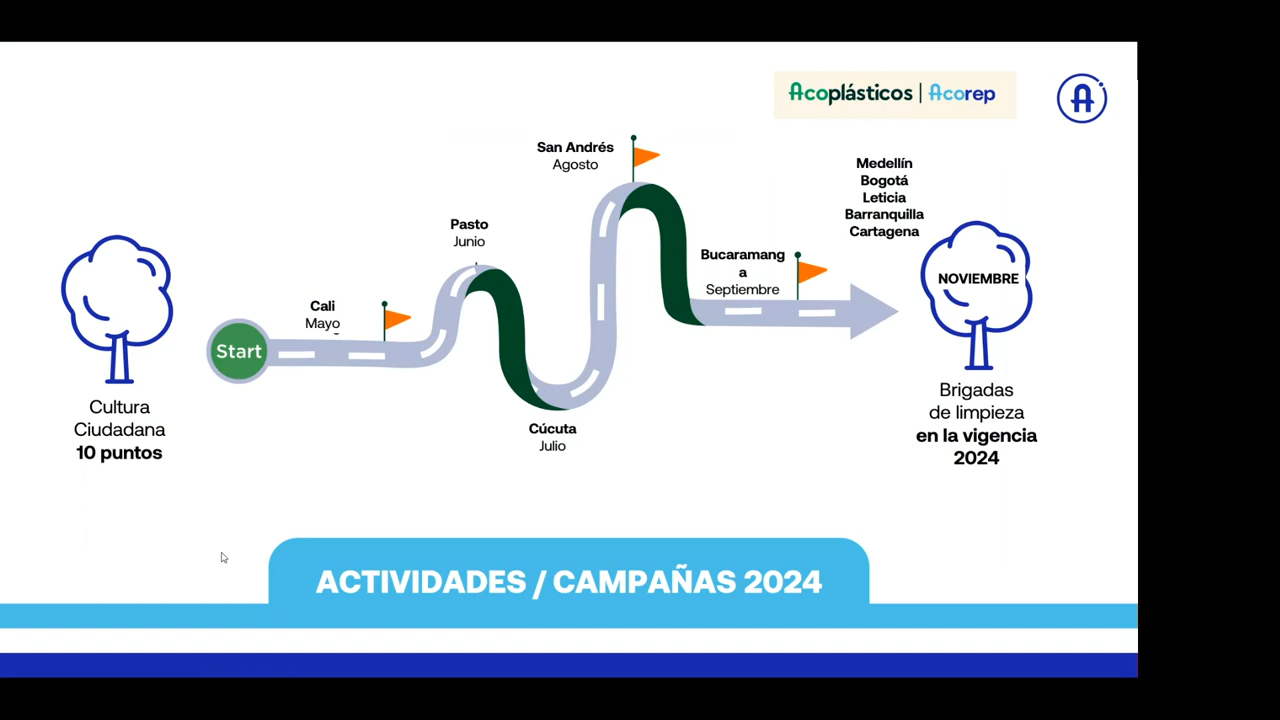 Acoplásticos | Acorep
A
San Andrés
Agosto
Medellín
Bogotá
Leticia
Barranquilla
Cartagena
Pasto
Junio
Bucaramang
a
Septiembre
NOVIEMBRE
Cali
Mayo
Start
Cultura
Ciudadana
10 puntos
Cúcuta
Julio
Brigadas
de limpieza
en la vigencia
2024
ACTIVIDADES / CAMPAÑAS 2024